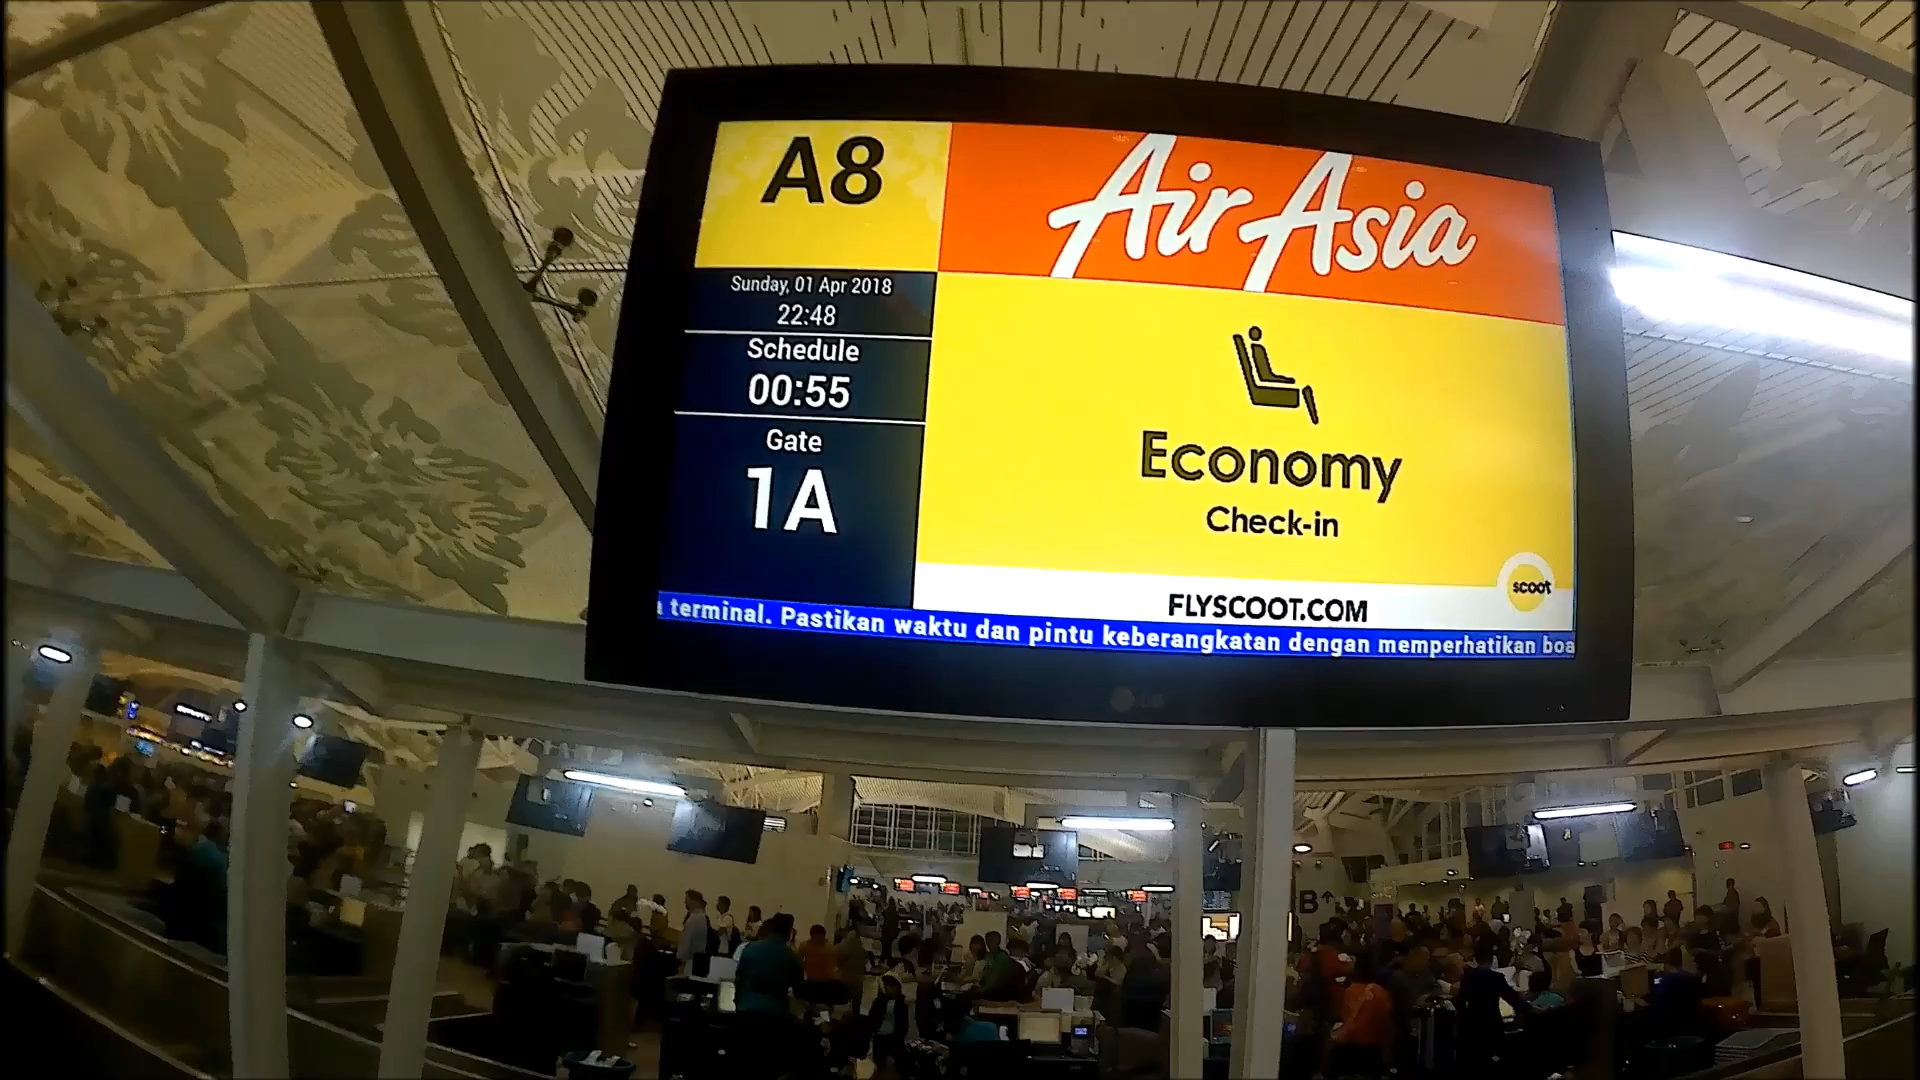 A8
AirAsia
Sunday, 01 Apr 2018
22:48
Schedule
00:55
Gate
1A
Economy
Check-in
scoot
FLYSCOOT.COM
terminal. Pastikan waktu dan pintu keberangkatan dengan memperhatikan boa
B